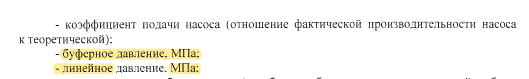 - коэффициент подачи насоса (отношение фактической производительности насоса
к теоретической);
- буферное давление, МПа;
- линейное давление, МПа;